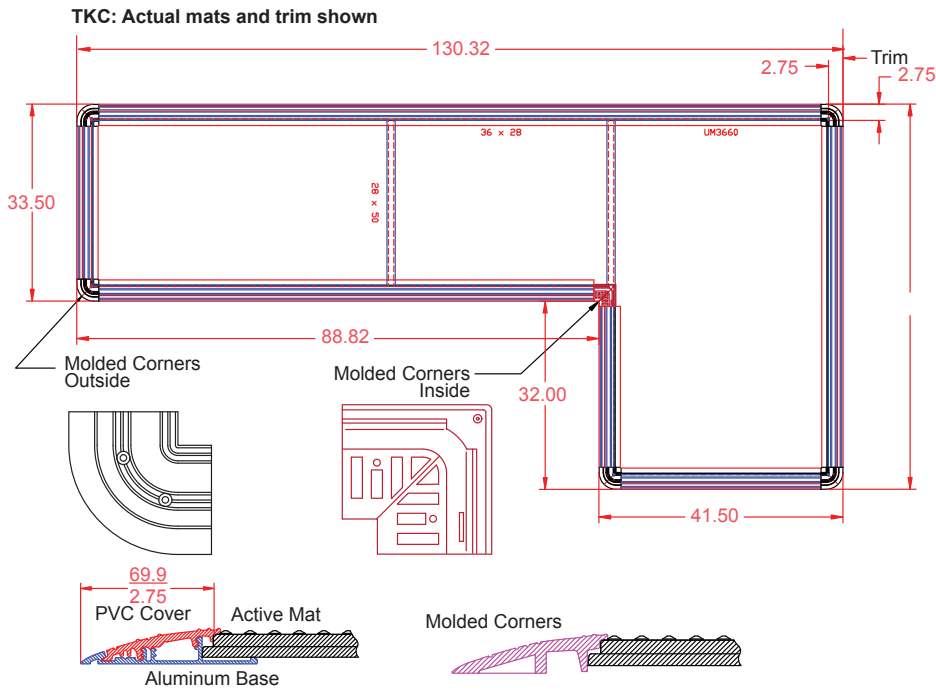 TKC: Actual mats and trim shown
130.32
Trim
2.75
2.75
36 x 28
UM3660
28 x 50
33.50
88.82
Molded Corners
Outside
Molded Corners
Inside
32.00
41.50
69.9
2.75
PVC Cover
Active Mat
Aluminum Base
Molded Corners